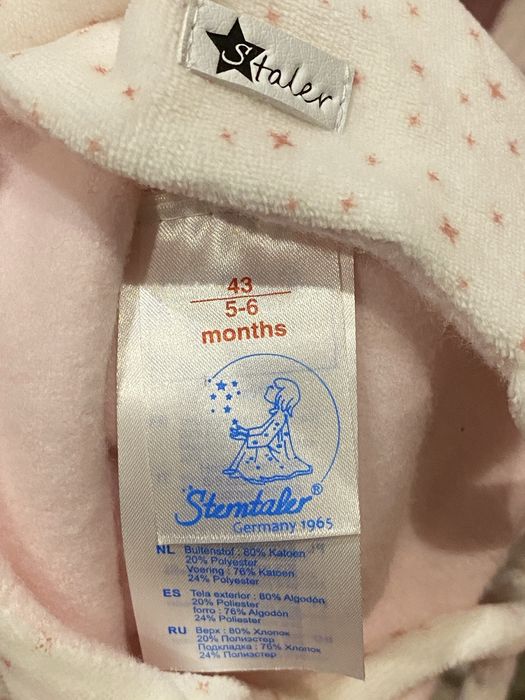 Staler
43
5-6
months
Sterntaler®
Germany 1965
NL Buitenstof : 80% Katoen
20% Polyester
Voering : 76% Katoen
24% Polyester
ES Tela exterior : 80% Algodón
20% Poliester
forro : 76% Algodón
24% Poliester
RU Верх : 80% Хлопок
20% Полиэстер
Подкладка : 76% Хлопок
24% Полиэстер